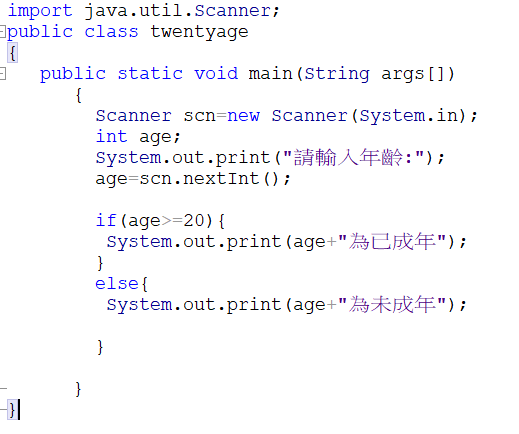 import java.util.Scanner;
public class twentyage
{
public static void main(String args[])
{
Scanner scn=new Scanner(System.in);
int age;
System.out.print("請輸入年齡:");
age=scn.nextInt();
if(age>=20){
System.out.print(age+"為已成年");
}
else{
System.out.print(age+"為未成年");
}
}
}